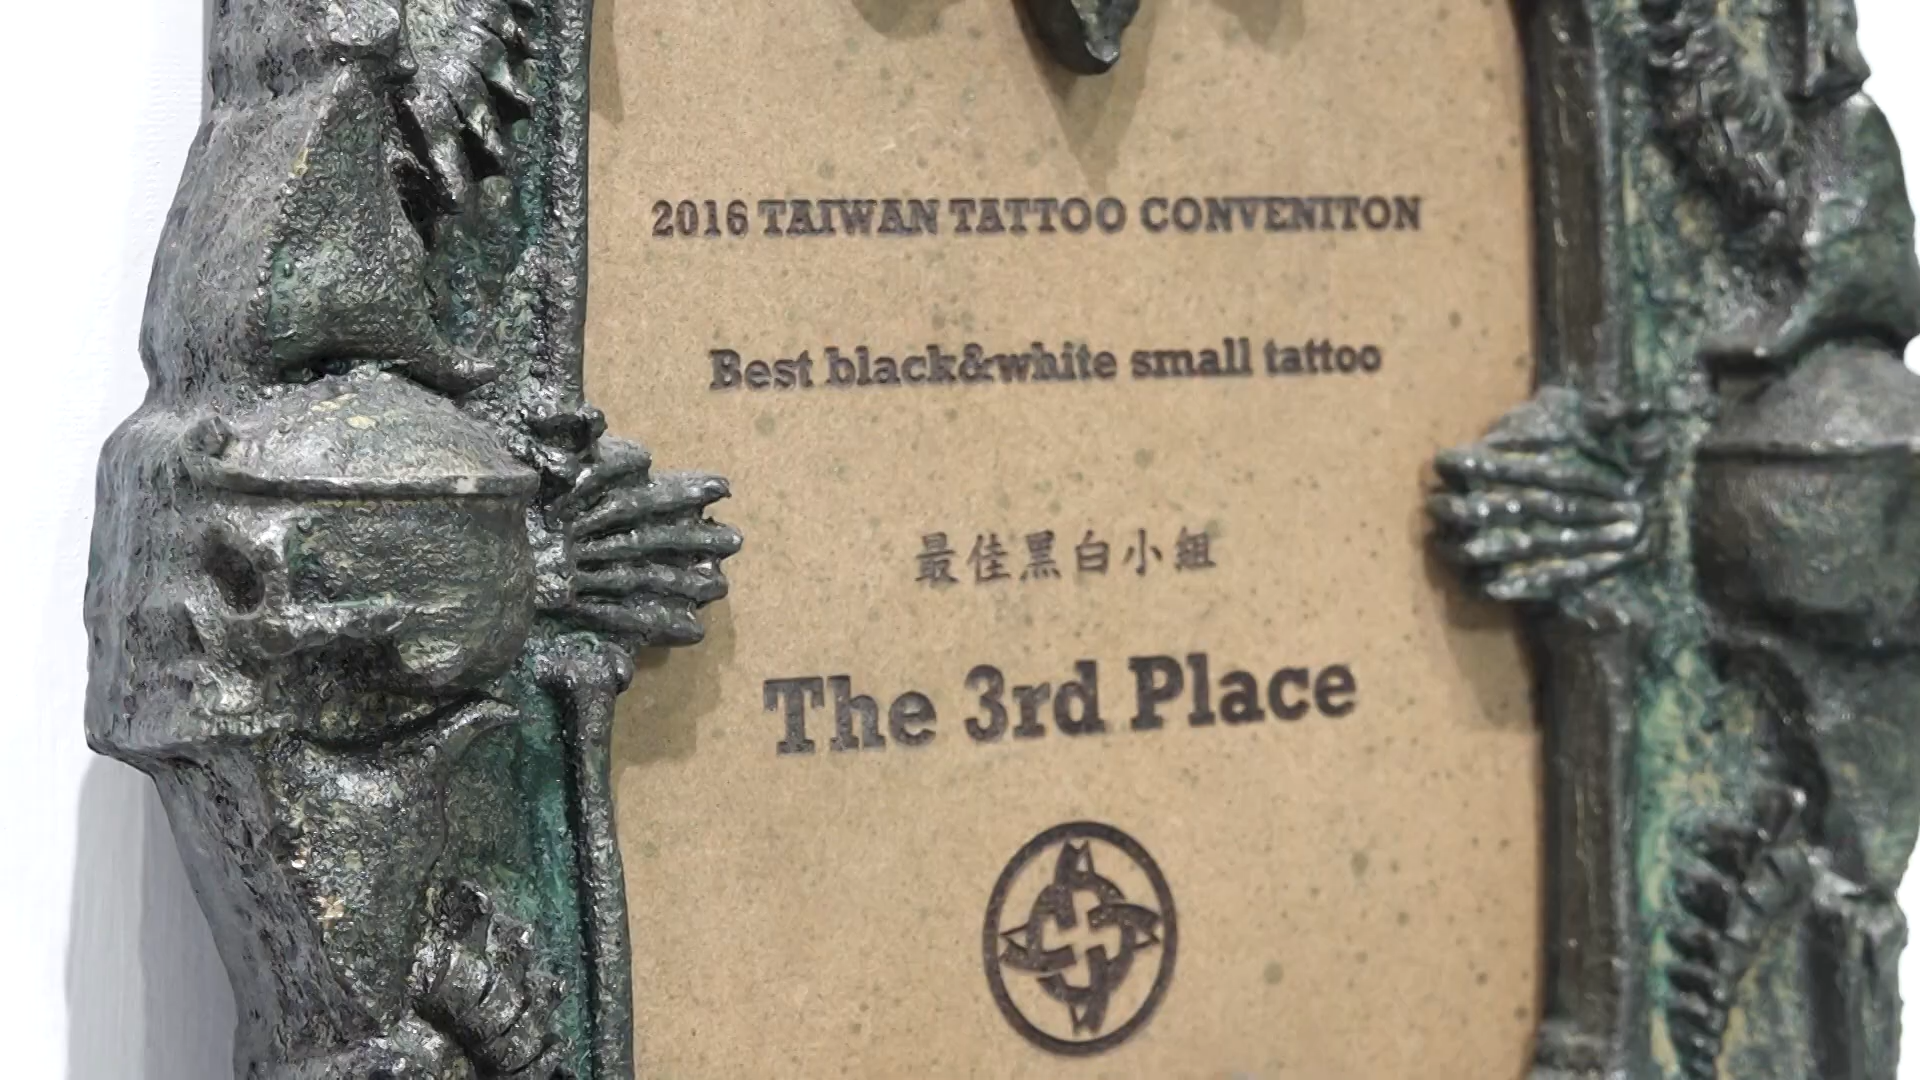 2016 TAIWAN TATTOO CONVENITON
Best black&white small tattoo
最佳黑白小組
The 3rd Place